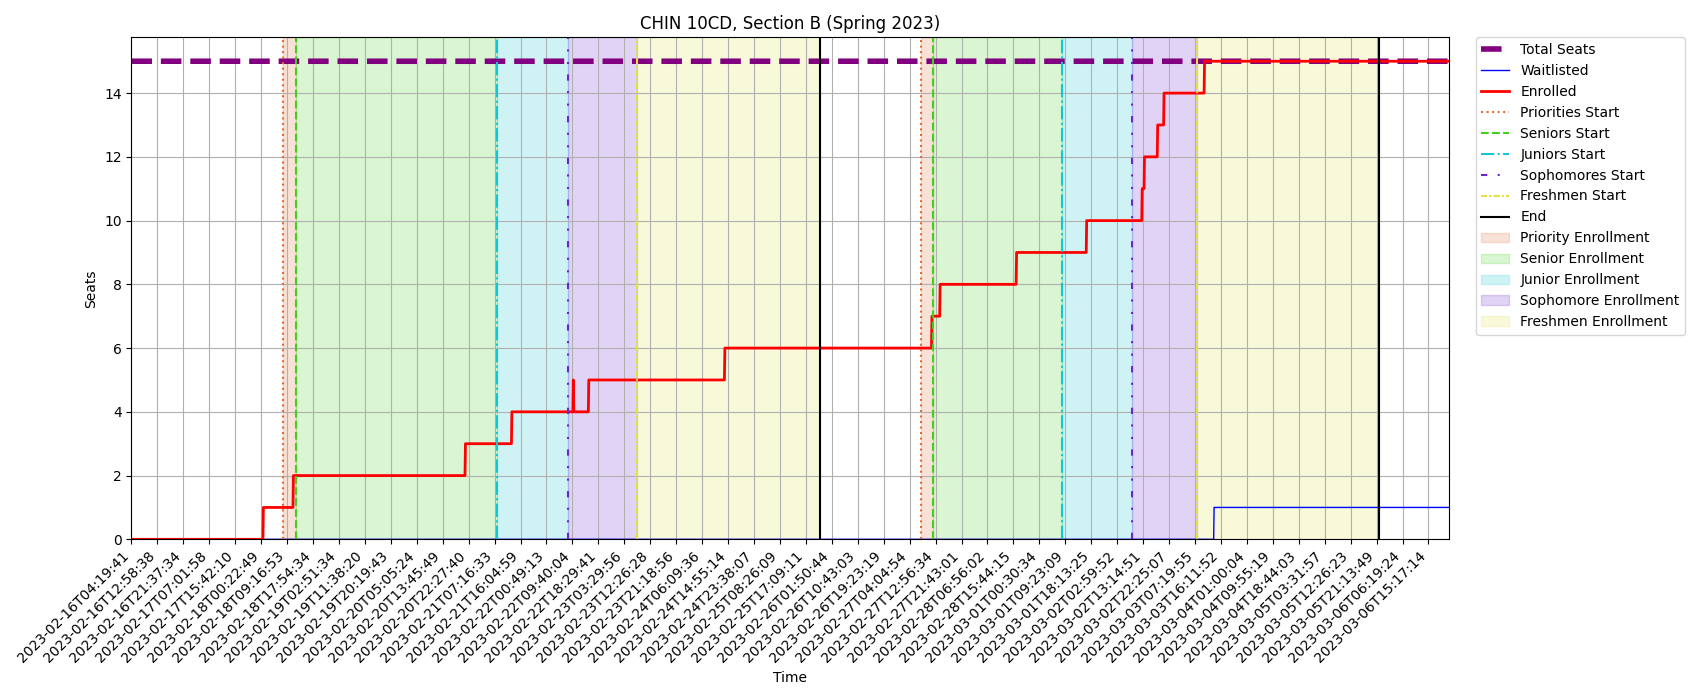 CHIN 10CD, Section B (Spring 2023)
Seats
14
12
10
8
6
4
2
0
2023-02-16T04:19:41
2023-02-16T12:58:38
2023-02-16T21:37:34
2023-02-17T07:01:58
2023-02-17T15:42:10
2023-02-18T00:22:49
2023-02-18T09:16:53
2023-02-18T17:54:34
2023-02-19T02:51:34
2023-02-19T11:38:20
2023-02-19T20:19:43
2023-02-20T05:05:24
2023-02-20T13:45:49
2023-02-20T22:27:40
2023-02-21T07:16:33
2023-02-21T16:04:59
2023-02-22T00:49:13
2023-02-22T09:40:04
2023-02-22T18:29:41
2023-02-23T03:29:56
2023-02-23T12:26:28
2023-02-23T21:18:56
2023-02-24T06:09:36
2023-02-24T14:55:14
2023-02-24T23:38:07
2023-02-25T08:26:09
2023-02-25T17:09:11
2023-02-26T01:50:44
2023-02-26T10:43:03
2023-02-26T19:23:19
2023-02-27T04:04:54
2023-02-27T12:56:34
2023-02-27T21:43:01
2023-02-28T06:56:02
2023-02-28T15:44:15
2023-03-01T00:30:34
2023-03-01T09:23:09
2023-03-01T18:13:25
2023-03-02T02:59:52
2023-03-02T13:14:51
2023-03-02T22:25:07
2023-03-03T07:19:55
2023-03-03T16:11:52
2023-03-04T01:00:04
2023-03-04T09:55:19
2023-03-04T18:44:03
2023-03-05T03:31:57
2023-03-05T12:26:23
2023-03-05T21:13:49
2023-03-06T06:19:24
2023-03-06T15:17:14
Time
Total Seats
Waitlisted
Enrolled
Priorities Start
Seniors Start
Juniors Start
Sophomores Start
Freshmen Start
End
Priority Enrollment
Senior Enrollment
Junior Enrollment
Sophomore Enrollment
Freshmen Enrollment